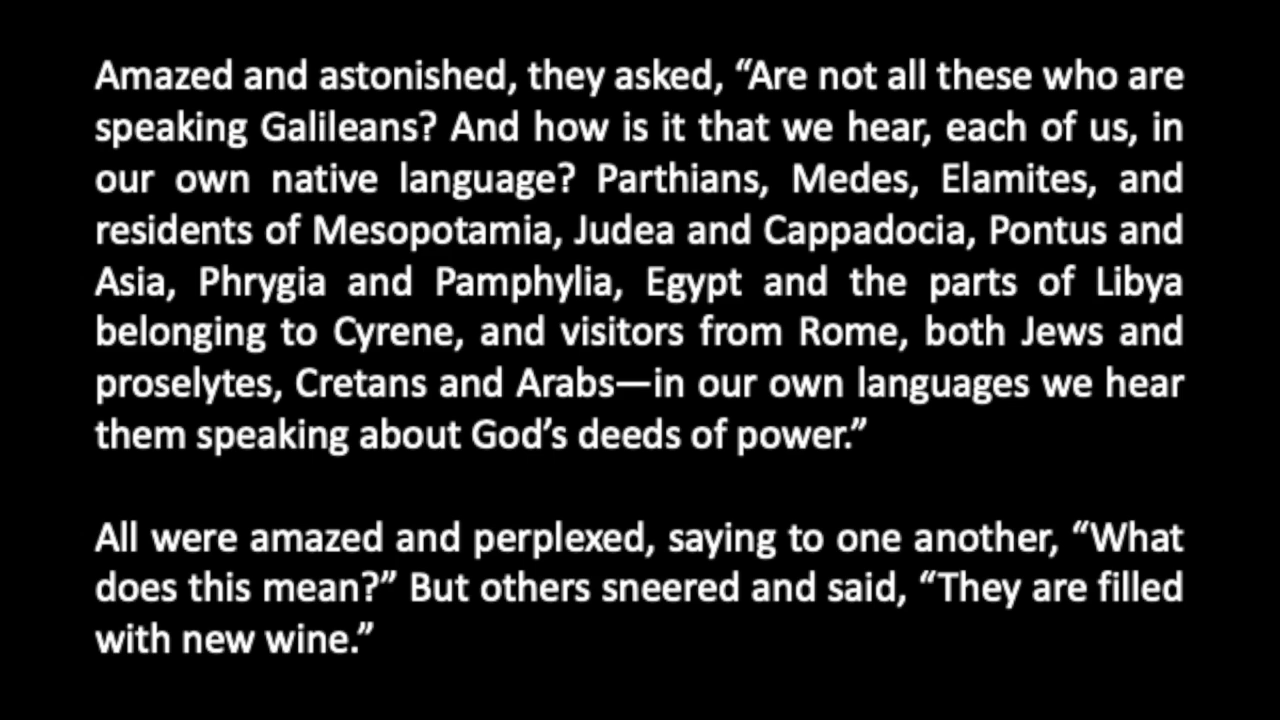 Amazed and astonished, they asked, “Are not all these who are
speaking Galileans? And how is it that we hear, each of us, in
our own native language? Parthians, Medes, Elamites, and
residents of Mesopotamia, Judea and Cappadocia, Pontus and
Asia, Phrygia and Pamphylia, Egypt and the parts of Libya
belonging to Cyrene, and visitors from Rome, both Jews and
proselytes, Cretans and Arabs—in our own languages we hear
them speaking about God’s deeds of power.”
All were amazed and perplexed, saying to one another, “What
does this mean?” But others sneered and said, “They are filled
with new wine.”